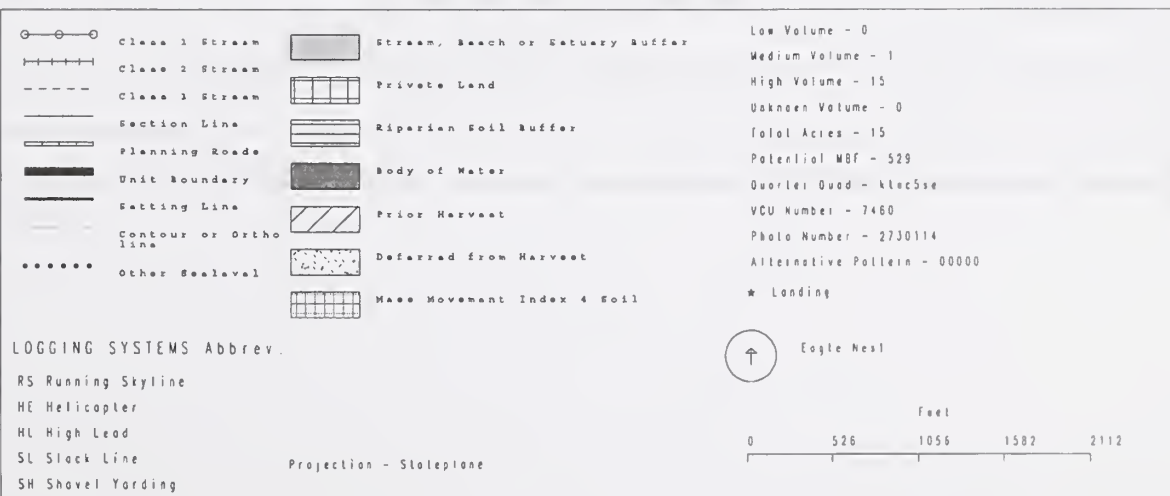 Class 1 Stream
Class 2 Stream
Class 3 Stream
Section Line
Planning Roads
Unit Boundary
Setting Line
Contour or Ortho
line
Other Sealevel
Stream, Beach or Estuary Buffer
Private Land
Riparian Soil Buffer
Body of Water
Prior Harvest
Deferred from Harvest
Mass Movement Index 4 Soil
Low Volume - 0
Medium Volume - 1
High Volume - 15
Unknown Volume - 0
Total Acres - 15
Potential MBF - 529
Quarter Quad - ktnc5se
VCU Number - 7460
Photo Number - 2730114
Alternative Pattern - 00000
★ Landing
Eagle Nest
LOGGING SYSTEMS Abbrev.
RS Running Skyline
HE Helicopter
HL High Lead
SL Slack Line
SH Shovel Yarding
Projection - Stateplane
Feet
0 526 1056 1582 2112